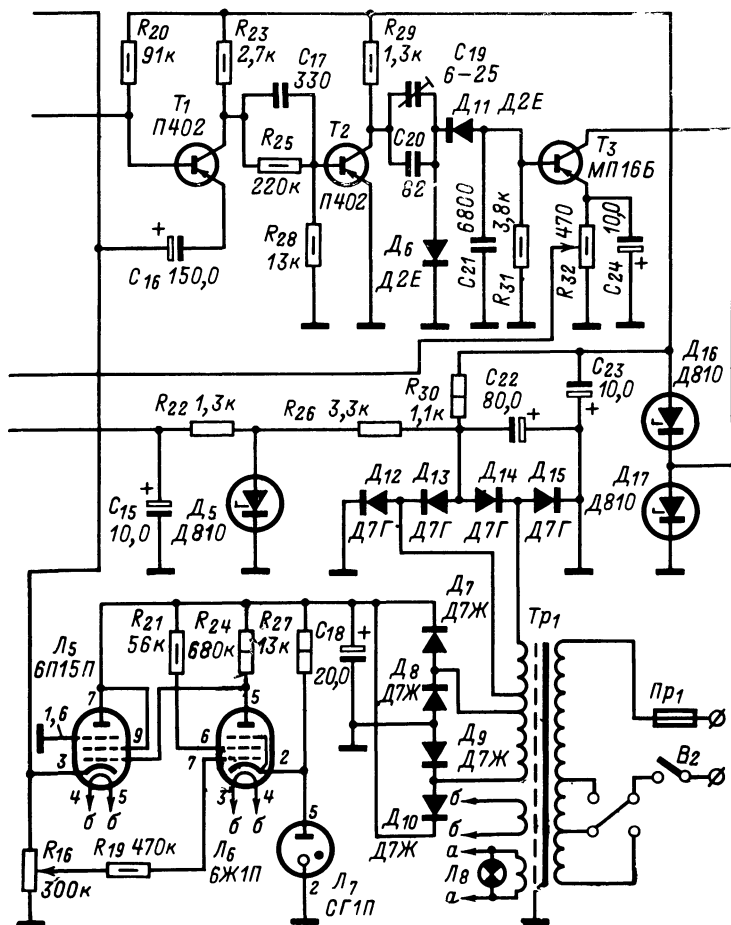 R20 91к
R23 2,7к
C17 330
R29 1,3к
C19 6-25
Т1 П402
Т2 П402
R25 220к
C20 82
Д11 Д2Е
Т3 МП16Б
R28 13к
C16 150,0
+
Д6 Д2Е
C21 6800
R31 3,8к
R32 470
C24 10,0
+
R22 1,3к
R26 3,3к
R30 1,1к
C22 80,0
+
C23 10,0
+
Д16 Д810
C15 10,0
+
Д5 Д810
Д12 Д7Г
Д13 Д7Г
Д14 Д7Г
Д15 Д7Г
Д17 Д810
Л5 6П15П
R21 56к
R24 680к
R27 13к
C18 20,0
+
Д7 Д7Ж
Д8 Д7Ж
Тр1
Пр1
7
1,6
9
3
4
5
б
б
5
6
7
2
3
4
б
б
Д9 Д7Ж
В2
Д10 Д7Ж
б
б
R16 300к
R19 470к
Л6 6Ж1П
5
2
Л7 СГ1П
а
Л8
а